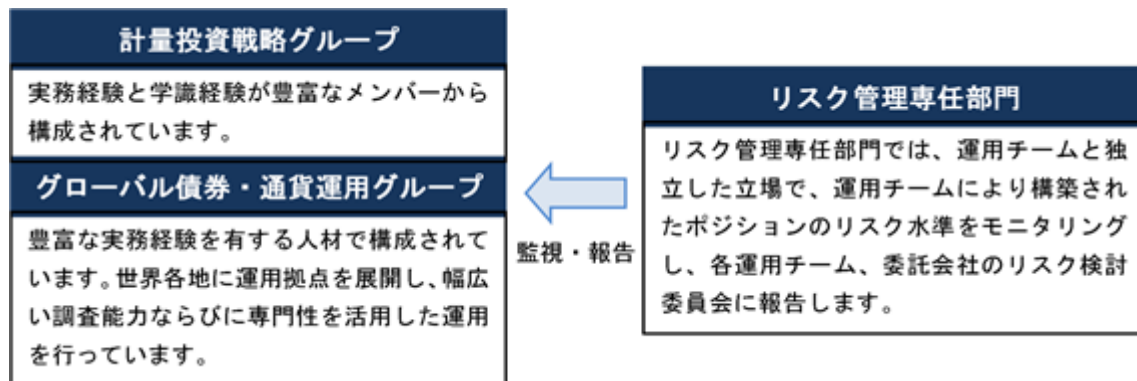 計量投資戦略グループ
実務経験と学識経験が豊富なメンバーから
構成されています。
グローバル債券・通貨運用グループ
豊富な実務経験を有する人材で構成されて
います。世界各地に運用拠点を展開し、幅広
い調査能力ならびに専門性を活用した運用
を行っています。
監視・報告
リスク管理専任部門
リスク管理専任部門では、運用チームと独
立した立場で、運用チームにより構築され
たポジションのリスク水準をモニタリング
し、各運用チーム、委託会社のリスク検討
委員会に報告します。